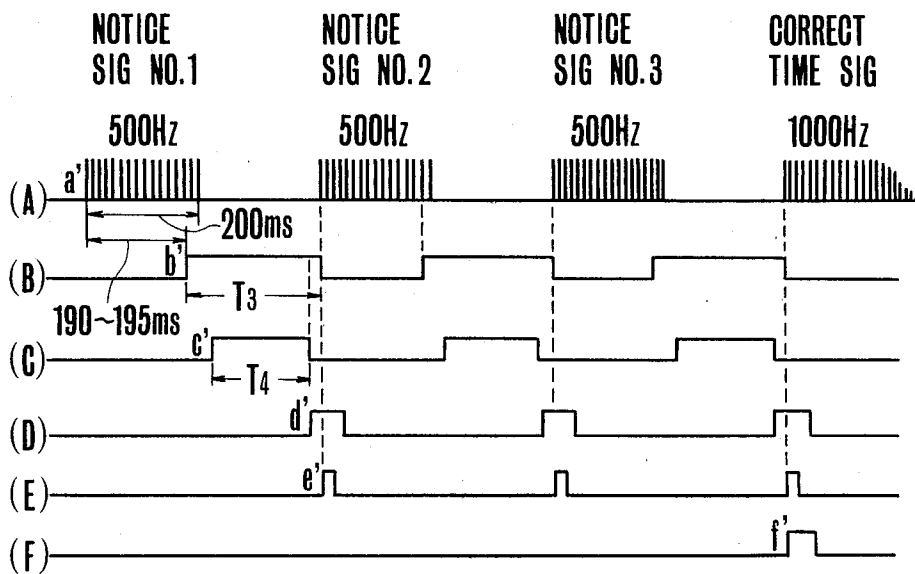 NOTICE SIG NO.1
NOTICE SIG NO.2
NOTICE SIG NO.3
CORRECT TIME SIG
500Hz
500Hz
500Hz
1000Hz
(A)
a'
200ms
(B)
b'
T3
190~195ms
(C)
c'
T4
(D)
d'
(E)
e'
(F)
f'